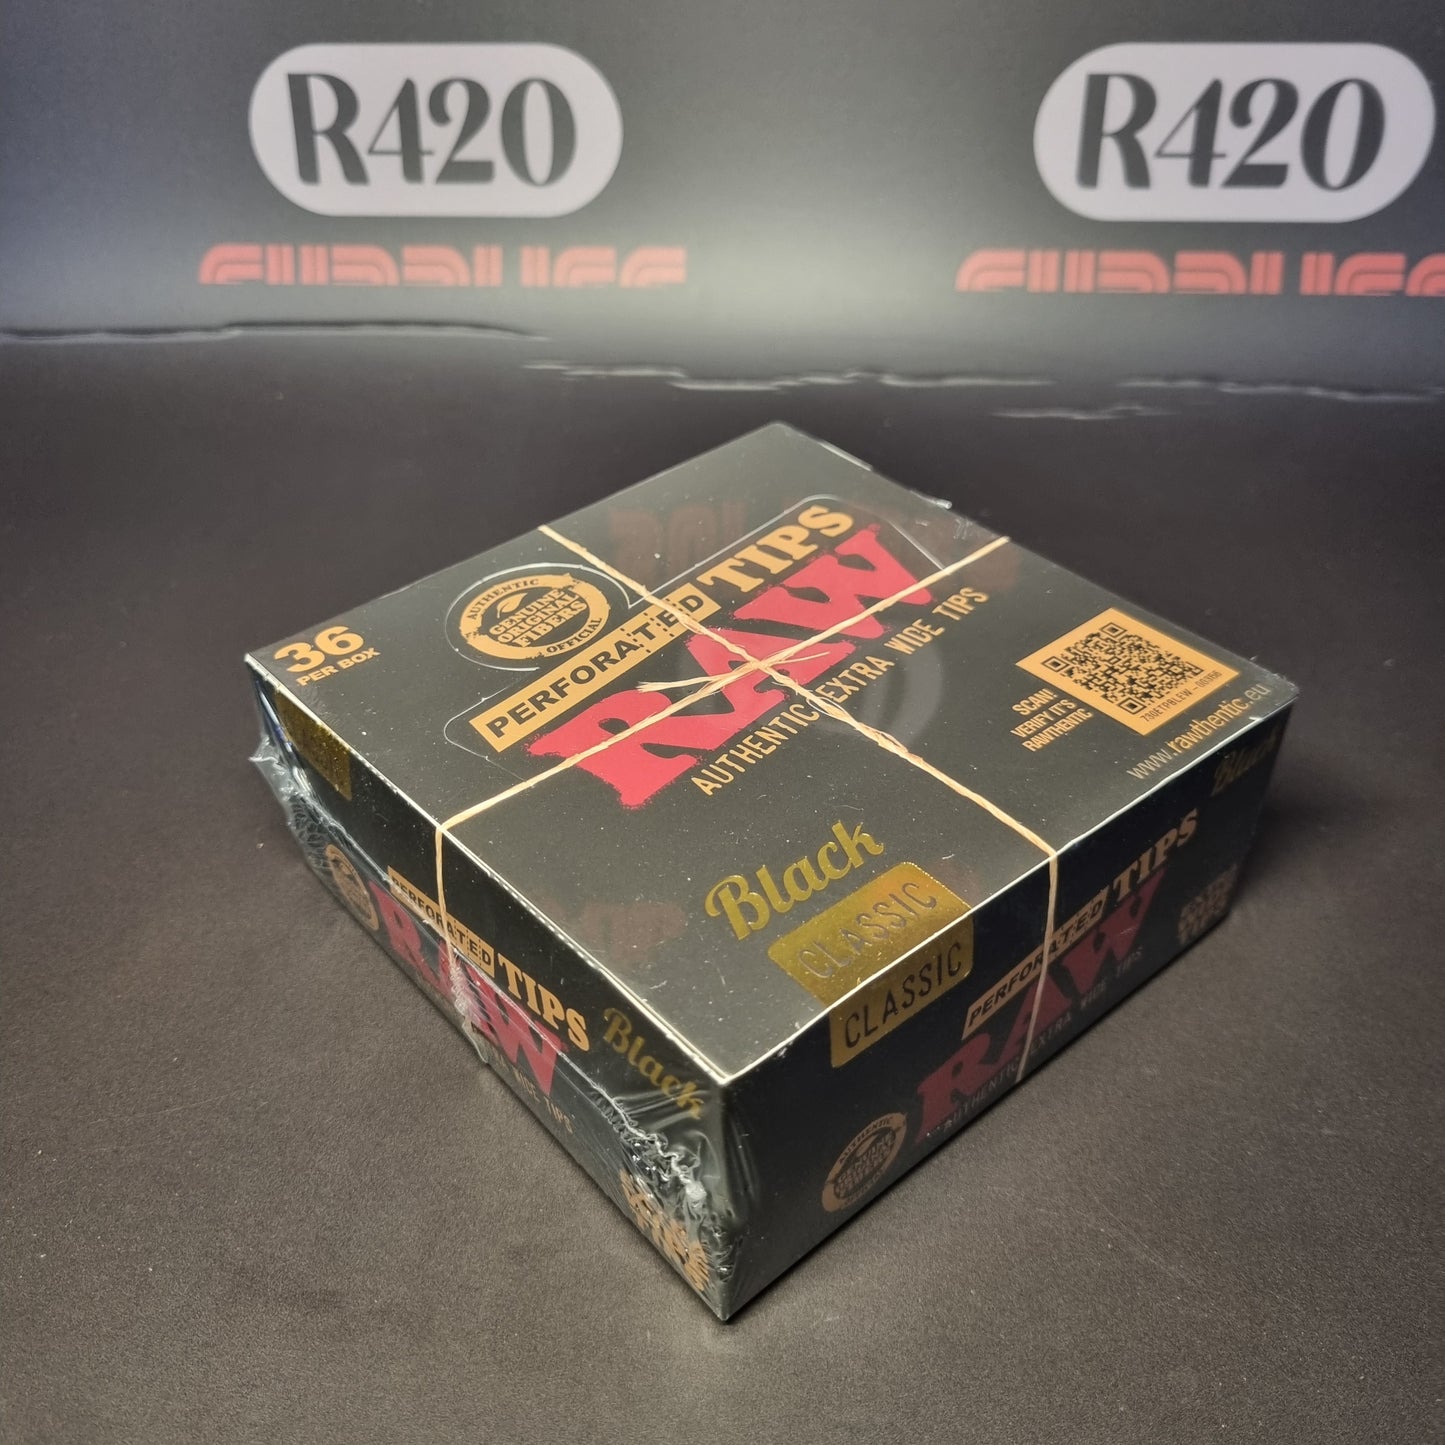 R420
R420
36
PER BOX
AUTHENTIC
GENUINE
ORIGINAL
FIBERS
OFFICIAL
PERFORATED TIPS
RAW
AUTHENTIC EXTRA WIDE TIPS
SCAN!
VERIFY IT'S
RAWTHENTIC
www.rawthentic.eu
Black
CLASSIC
CLASSIC
PERFORATED TIPS
RAW
Black
PERFORATED TIPS
RAW
AUTHENTIC EXTRA WIDE TIPS
Black